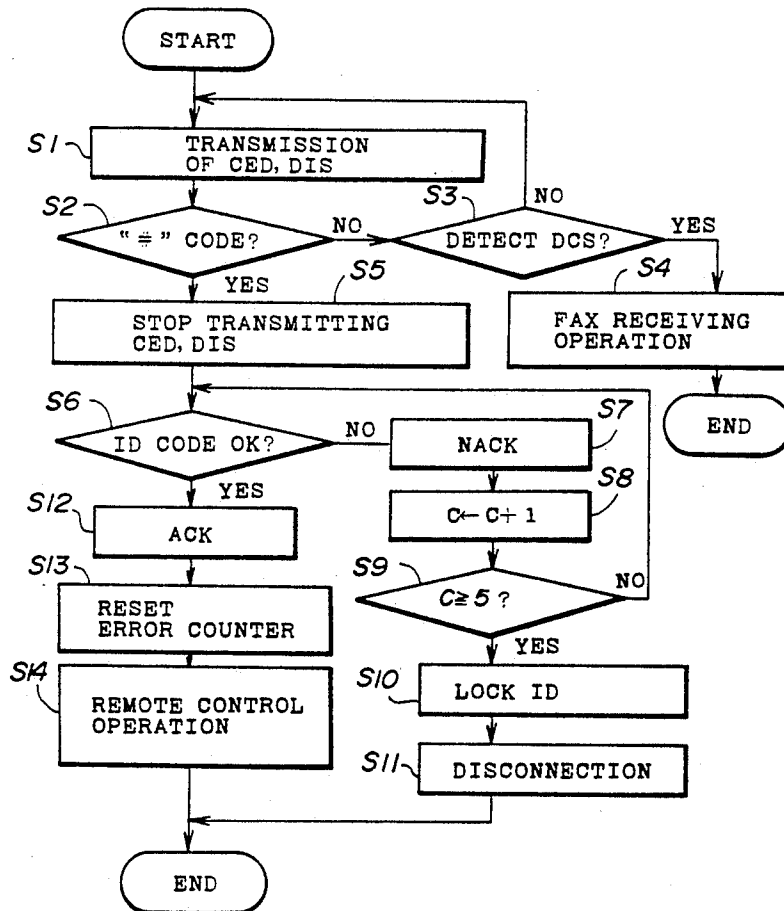 START
S1
TRANSMISSION
OF CED, DIS
S2
"#" CODE?
NO
S3
DETECT DCS?
NO
YES
YES
S5
STOP TRANSMITTING
CED, DIS
S4
FAX RECEIVING
OPERATION
END
S6
ID CODE OK?
NO
S7
NACK
YES
S8
C←C+1
S12
ACK
S9
C≧5?
NO
S13
RESET
ERROR COUNTER
YES
S14
REMOTE CONTROL
OPERATION
S10
LOCK ID
S11
DISCONNECTION
END